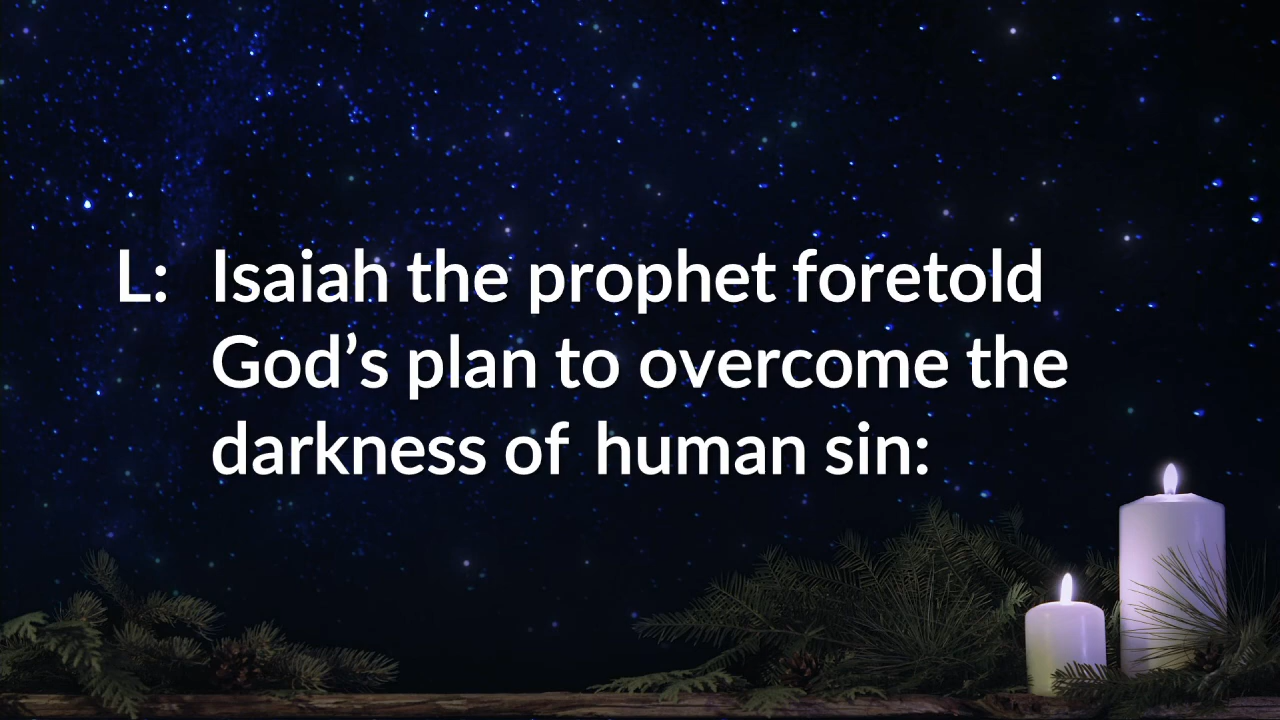 L: Isaiah the prophet foretold
God’s plan to overcome the
darkness of human sin: